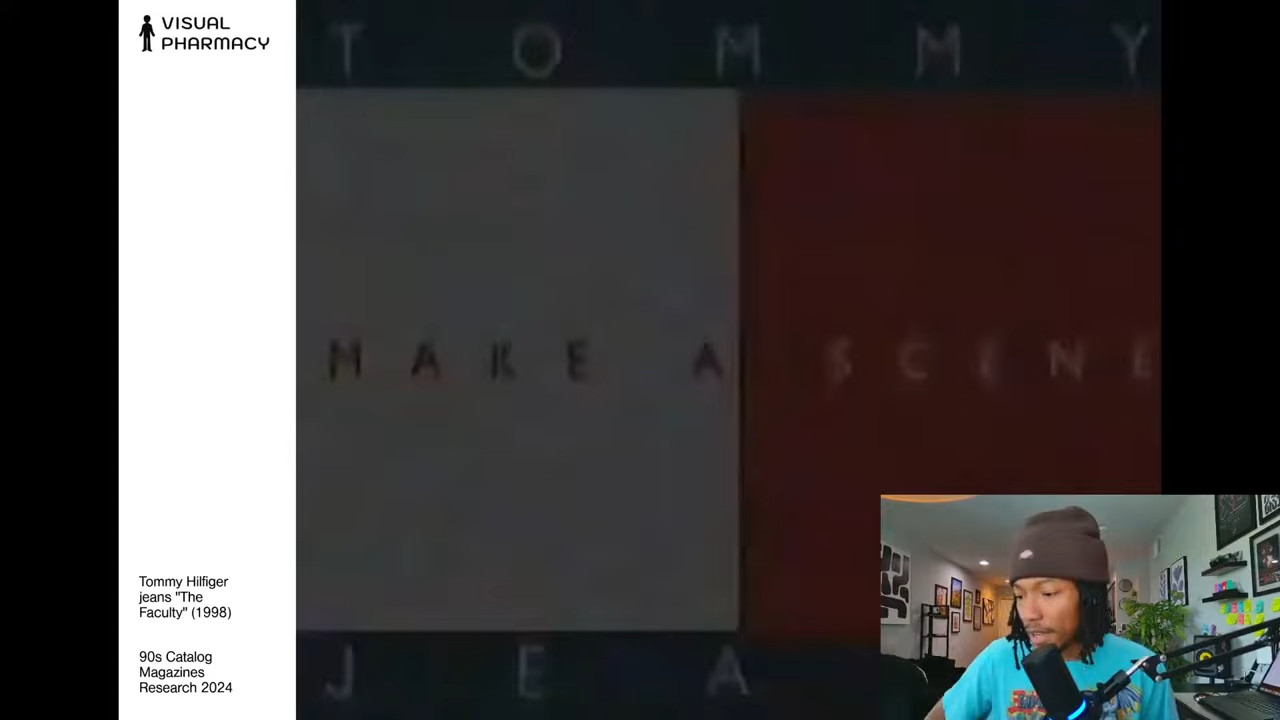 VISUAL
PHARMACY
T O M M Y
M A K E A S C E N E
J E A
Tommy Hilfiger
jeans "The
Faculty" (1998)
90s Catalog
Magazines
Research 2024